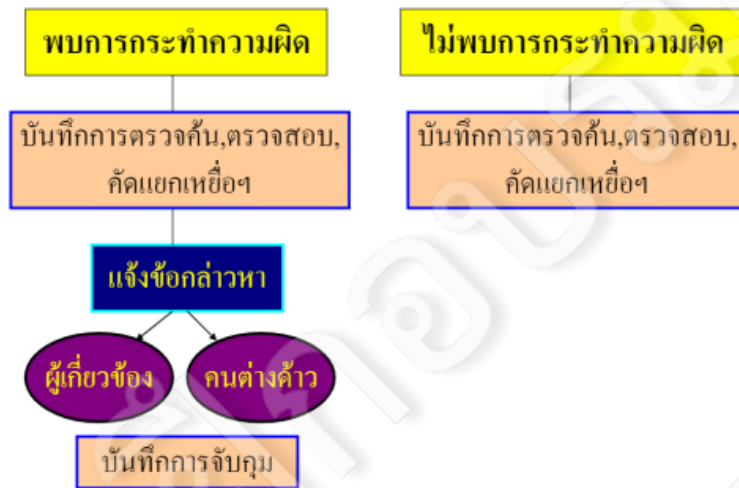 พบการกระทำความผิด
ไม่พบการกระทำความผิด
บันทึกการตรวจค้น,ตรวจสอบ,
คัดแยกเหยื่อฯ
บันทึกการตรวจค้น,ตรวจสอบ,
คัดแยกเหยื่อฯ
แจ้งข้อกล่าวหา
ผู้เกี่ยวข้อง
คนต่างด้าว
บันทึกการจับกุม